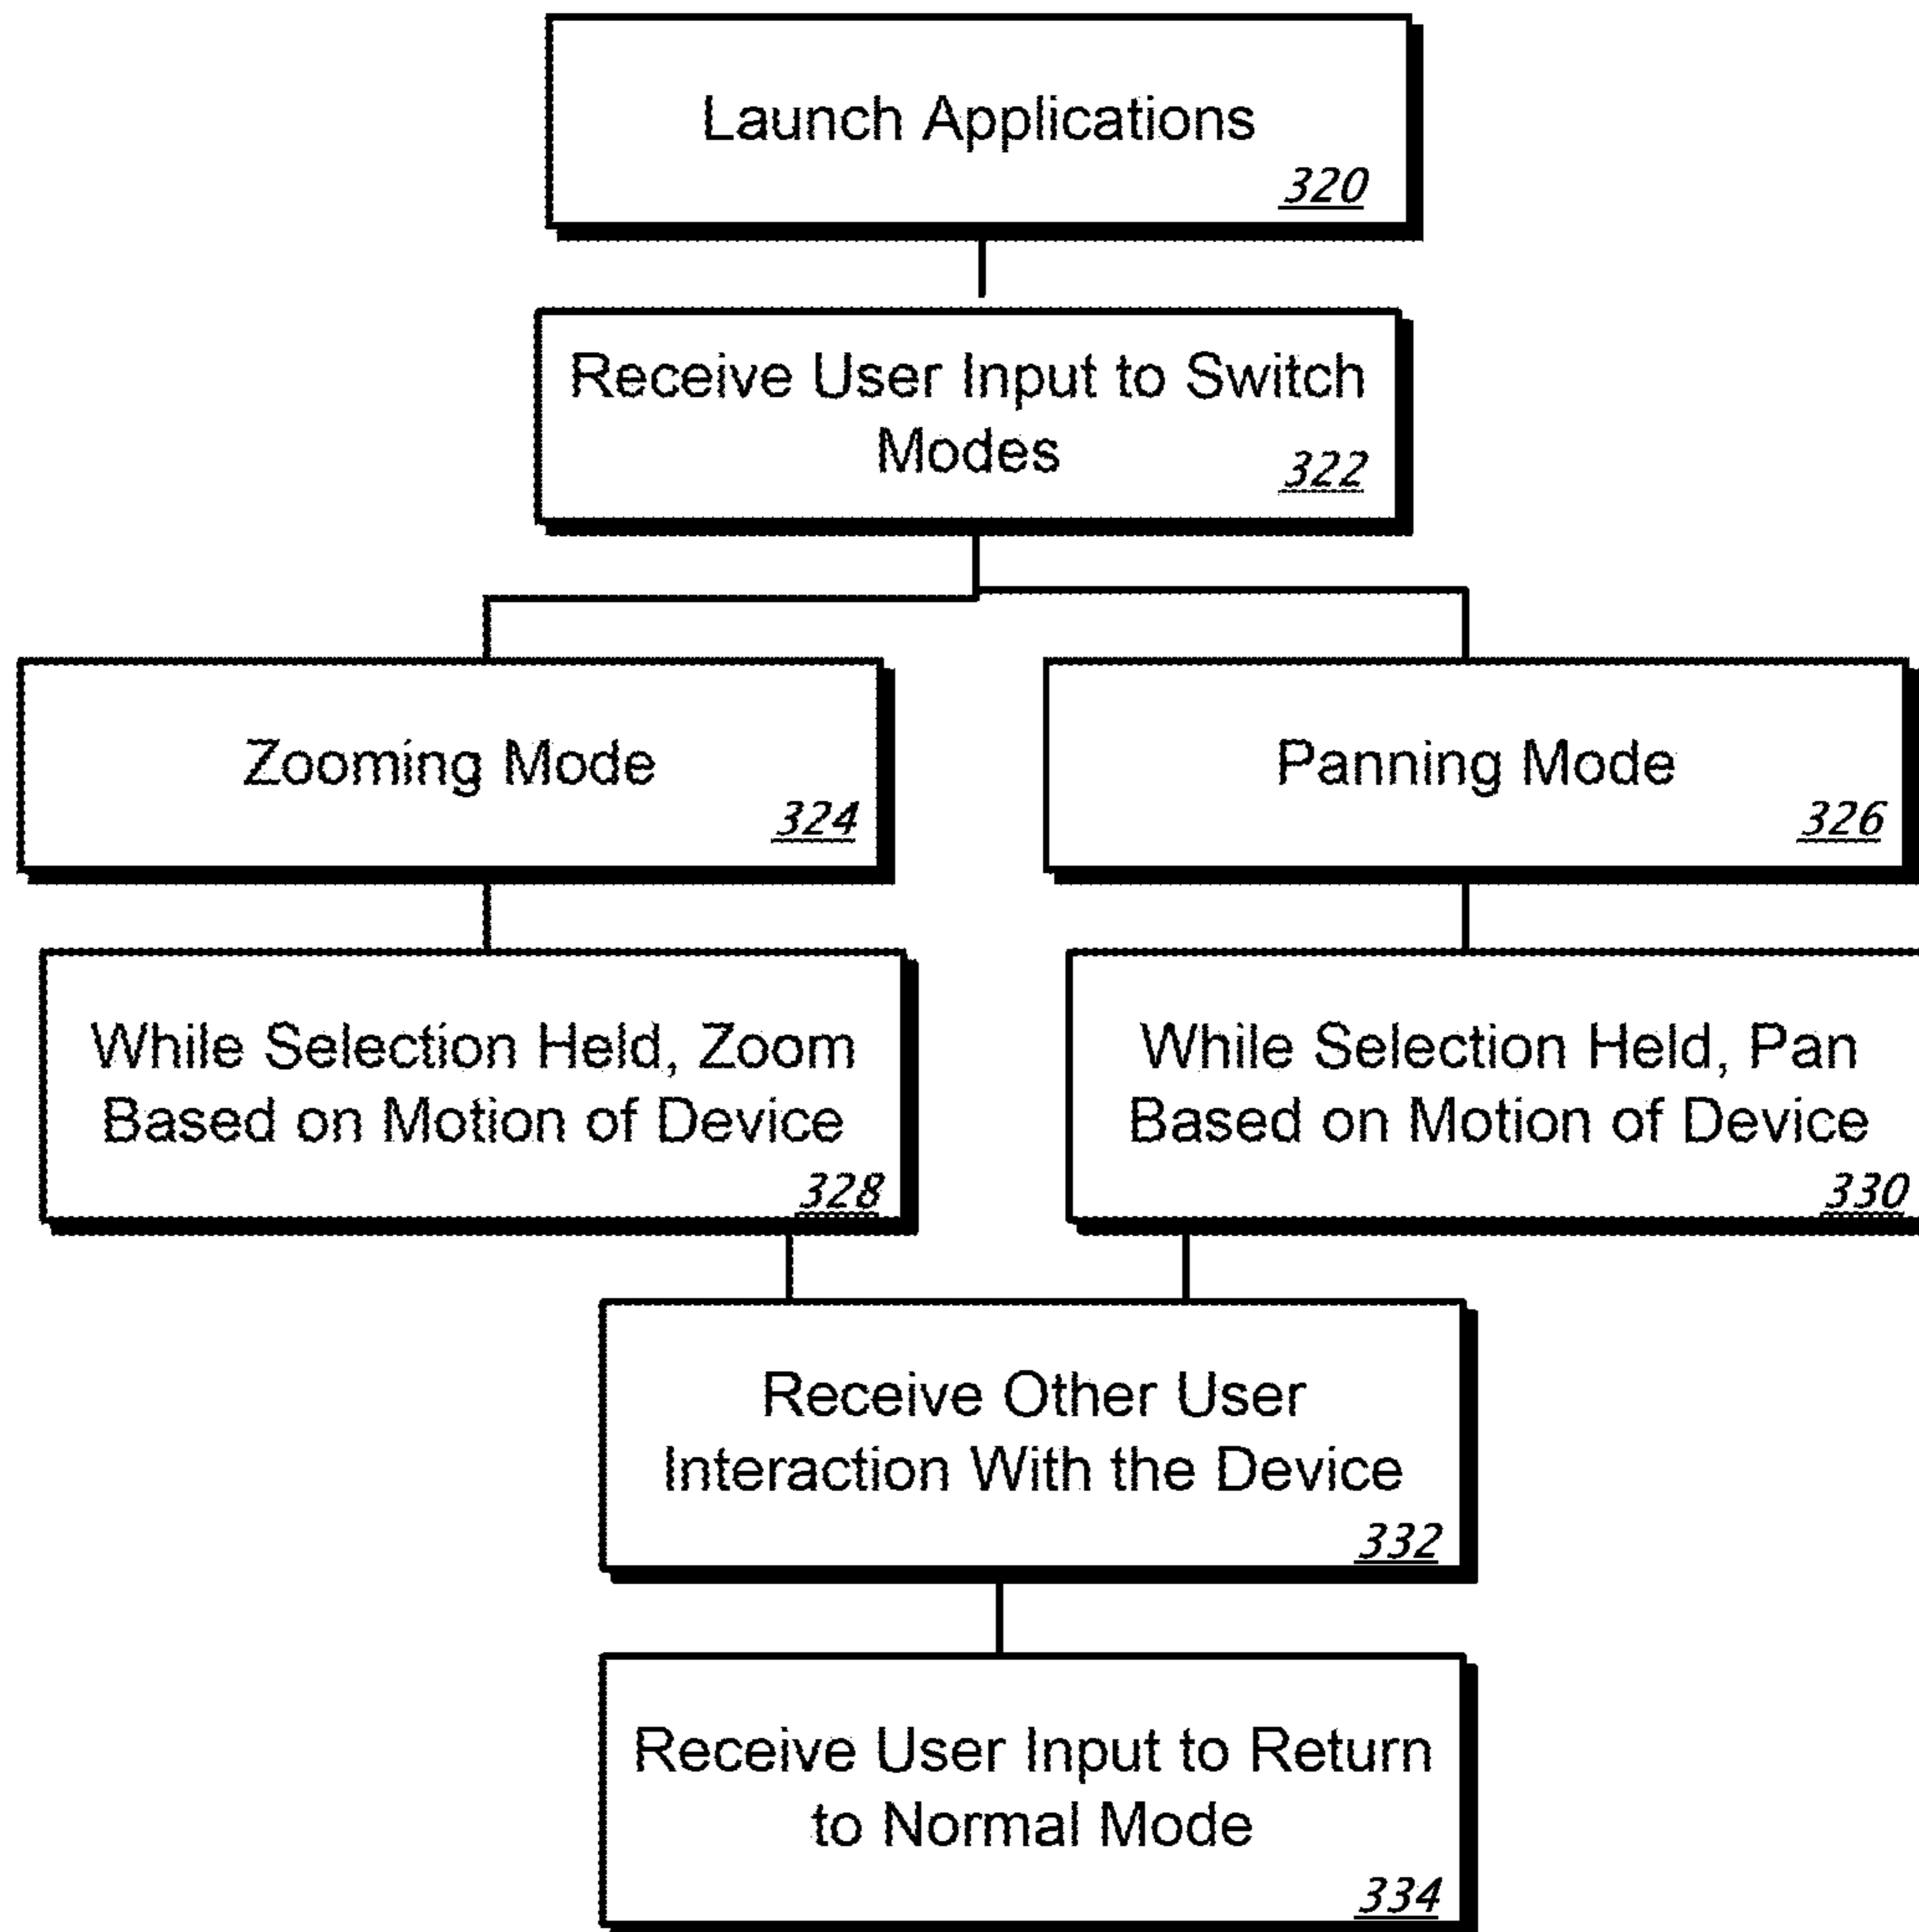 Launch Applications
320
Receive User Input to Switch
Modes
322
Zooming Mode
324
Panning Mode
326
While Selection Held, Zoom
Based on Motion of Device
328
While Selection Held, Pan
Based on Motion of Device
330
Receive Other User
Interaction With the Device
332
Receive User Input to Return
to Normal Mode
334